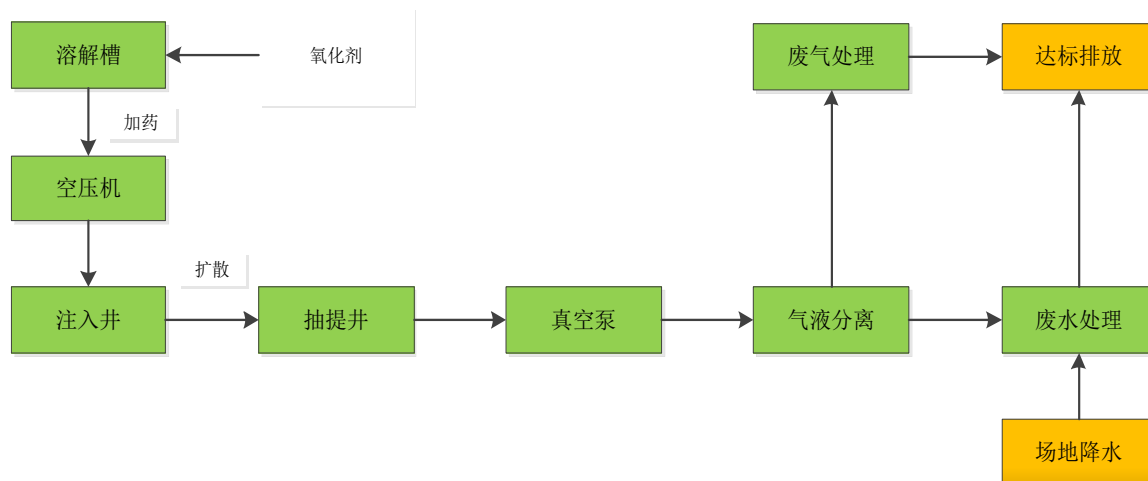 溶解槽
氧化剂
废气处理
达标排放
加药
空压机
扩散
注入井
抽提井
真空泵
气液分离
废水处理
场地降水